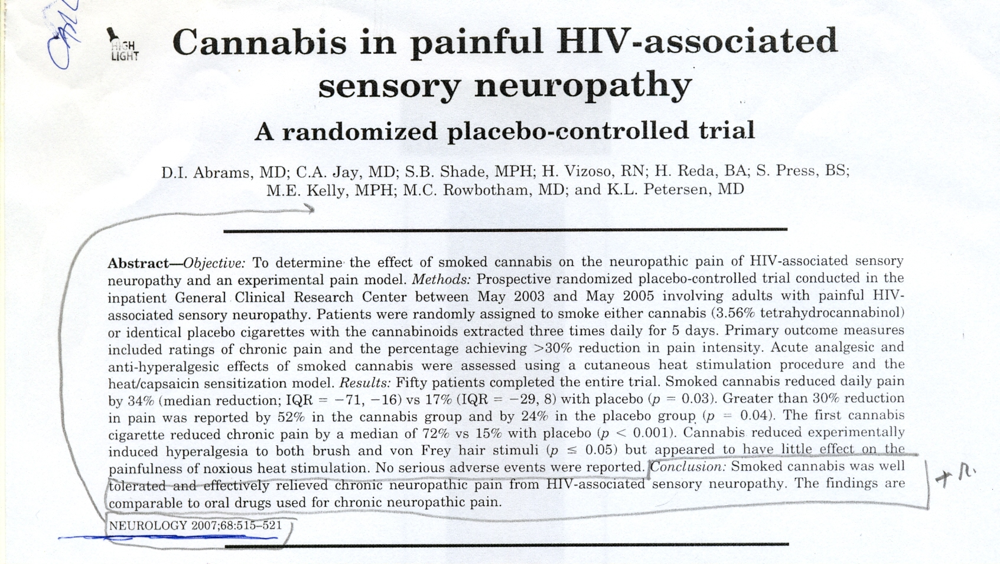 HIGH
LIGHT
Cannabis in painful HIV-associated
sensory neuropathy
A randomized placebo-controlled trial
D.I. Abrams, MD; C.A. Jay, MD; S.B. Shade, MPH; H. Vizoso, RN; H. Reda, BA; S. Press, BS;
M.E. Kelly, MPH; M.C. Rowbotham, MD; and K.L. Petersen, MD
Abstract—Objective: To determine the effect of smoked cannabis on the neuropathic pain of HIV-associated sensory
neuropathy and an experimental pain model. Methods: Prospective randomized placebo-controlled trial conducted in the
inpatient General Clinical Research Center between May 2003 and May 2005 involving adults with painful HIV-
associated sensory neuropathy. Patients were randomly assigned to smoke either cannabis (3.56% tetrahydrocannabinol)
or identical placebo cigarettes with the cannabinoids extracted three times daily for 5 days. Primary outcome measures
included ratings of chronic pain and the percentage achieving >30% reduction in pain intensity. Acute analgesic and
anti-hyperalgesic effects of smoked cannabis were assessed using a cutaneous heat stimulation procedure and the
heat/capsaicin sensitization model. Results: Fifty patients completed the entire trial. Smoked cannabis reduced daily pain
by 34% (median reduction; IQR = −71, −16) vs 17% (IQR = −29, 8) with placebo (p = 0.03). Greater than 30% reduction
in pain was reported by 52% in the cannabis group and by 24% in the placebo group (p = 0.04). The first cannabis
cigarette reduced chronic pain by a median of 72% vs 15% with placebo (p < 0.001). Cannabis reduced experimentally
induced hyperalgesia to both brush and von Frey hair stimuli (p ≤ 0.05) but appeared to have little effect on the
painfulness of noxious heat stimulation. No serious adverse events were reported. Conclusion: Smoked cannabis was well
tolerated and effectively relieved chronic neuropathic pain from HIV-associated sensory neuropathy. The findings are
comparable to oral drugs used for chronic neuropathic pain.
NEUROLOGY 2007;68:515–521